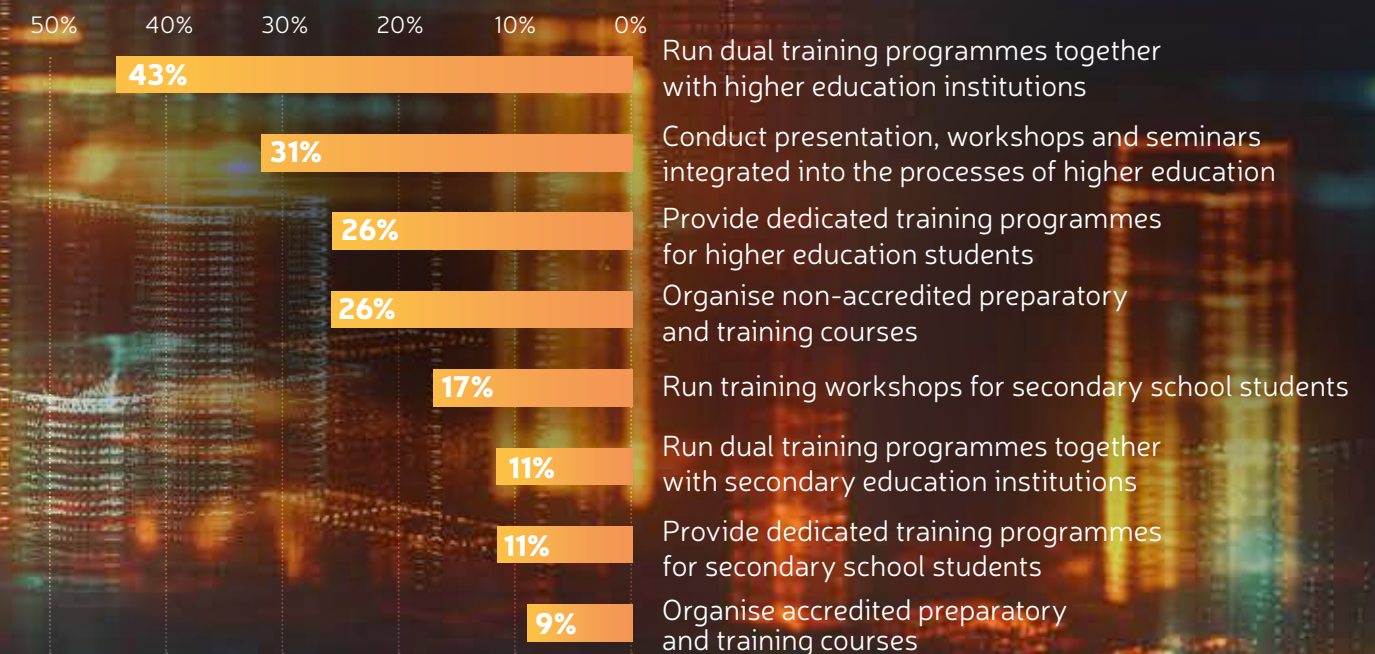 50% 40% 30% 20% 10% 0%
43%
Run dual training programmes together
with higher education institutions
31%
Conduct presentation, workshops and seminars
integrated into the processes of higher education
26%
Provide dedicated training programmes
for higher education students
26%
Organise non-accredited preparatory
and training courses
17%
Run training workshops for secondary school students
11%
Run dual training programmes together
with secondary education institutions
11%
Provide dedicated training programmes
for secondary school students
9%
Organise accredited preparatory
and training courses